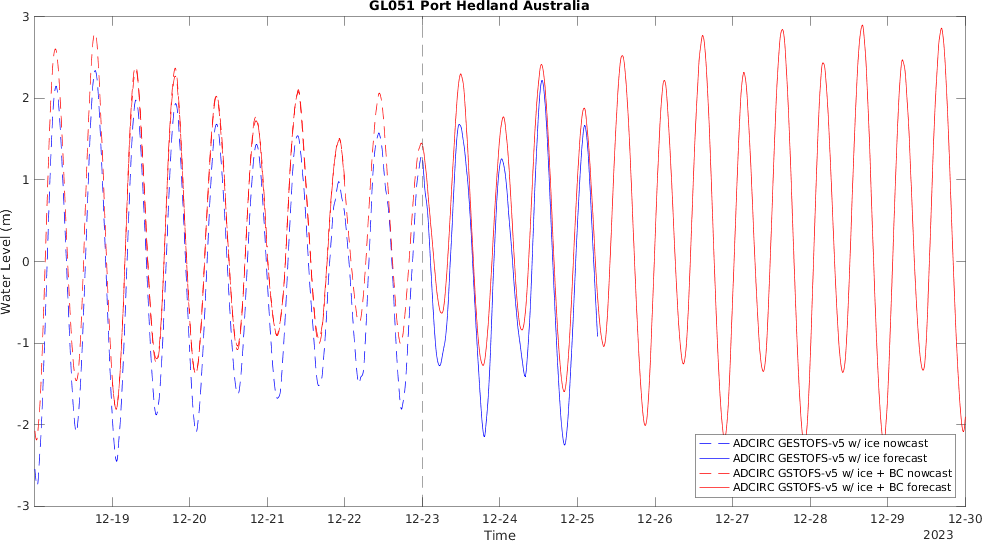 GL051 Port Hedland Australia
Water Level (m)
3
2
1
0
-1
-2
-3
12-19
12-20
12-21
12-22
12-23
12-24
12-25
12-26
12-27
12-28
12-29
12-30
Time
2023
ADCIRC GESTOFS-v5 w/ ice nowcast
ADCIRC GESTOFS-v5 w/ ice forecast
ADCIRC GSTOFS-v5 w/ ice + BC nowcast
ADCIRC GSTOFS-v5 w/ ice + BC forecast